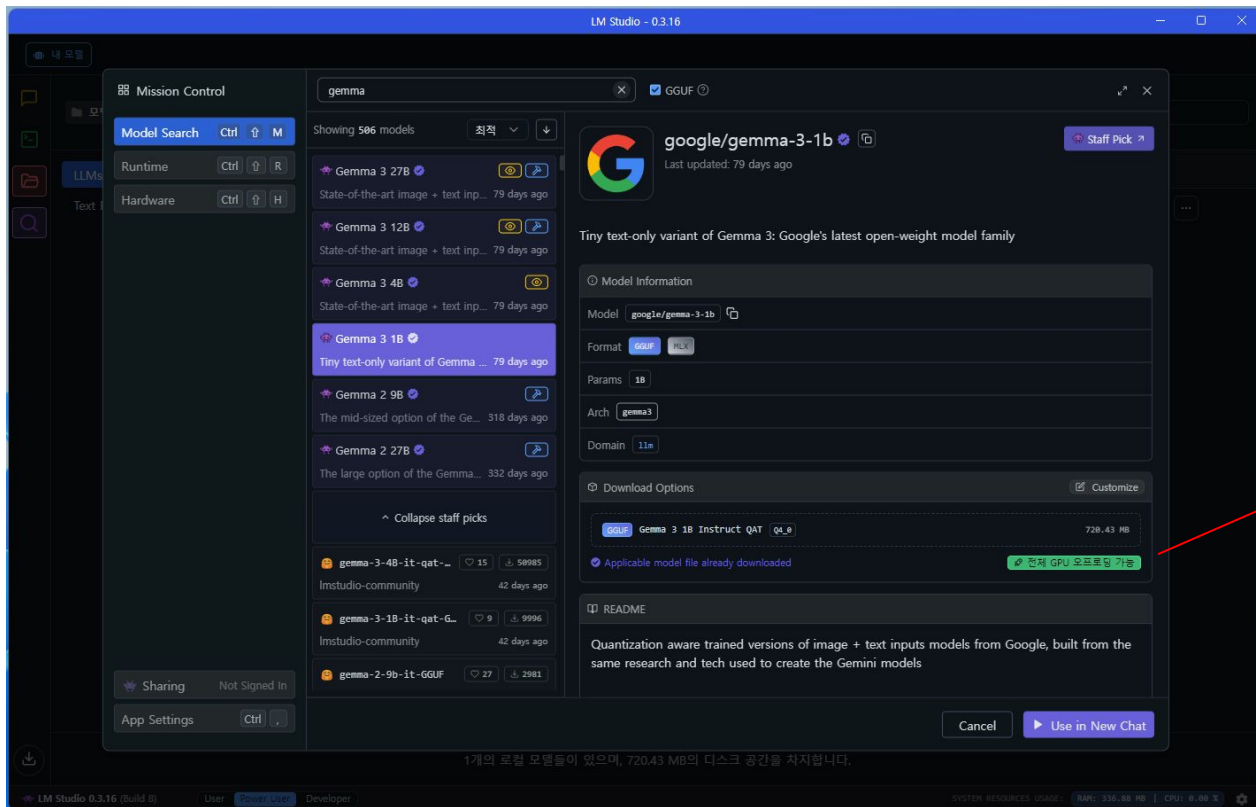 LM Studio - 0.3.16
내 모델
Mission Control
Model Search Ctrl ⇧ M
Runtime Ctrl ⇧ R
Hardware Ctrl ⇧ H
LLMs
Text
gemma
GGUF
Showing 506 models 최적
Gemma 3 27B
State-of-the-art image + text inp... 79 days ago
Gemma 3 12B
State-of-the-art image + text inp... 79 days ago
Gemma 3 4B
State-of-the-art image + text inp... 79 days ago
Gemma 3 1B
Tiny text-only variant of Gemma ... 79 days ago
Gemma 2 9B
The mid-sized option of the Ge... 318 days ago
Gemma 2 27B
The large option of the Gemma... 332 days ago
Collapse staff picks
gemma-3-4B-it-qat-… 15 50985
lmstudio-community 42 days ago
gemma-3-1B-it-qat-G… 9 9996
lmstudio-community 42 days ago
gemma-2-9b-it-GGUF 27 2981
google/gemma-3-1b
Staff Pick
Last updated: 79 days ago
Tiny text-only variant of Gemma 3: Google's latest open-weight model family
Model Information
Model google/gemma-3-1b
Format GGUF MLX
Params 1B
Arch gemma3
Domain llm
Download Options Customize
GGUF Gemma 3 1B Instruct QAT Q4_0 720.43 MB
Applicable model file already downloaded 전체 GPU 오프로딩 가능
README
Quantization aware trained versions of image + text inputs models from Google, built from the
same research and tech used to create the Gemini models
Sharing Not Signed In
App Settings Ctrl ,
Cancel Use in New Chat
1개의 로컬 모델들이 있으며, 720.43 MB의 디스크 공간을 차지합니다.
LM Studio 0.3.16 (Build 8) User Power User Developer
SYSTEM RESOURCES USAGE: RAM: 336.88 MB | CPU: 0.00 %